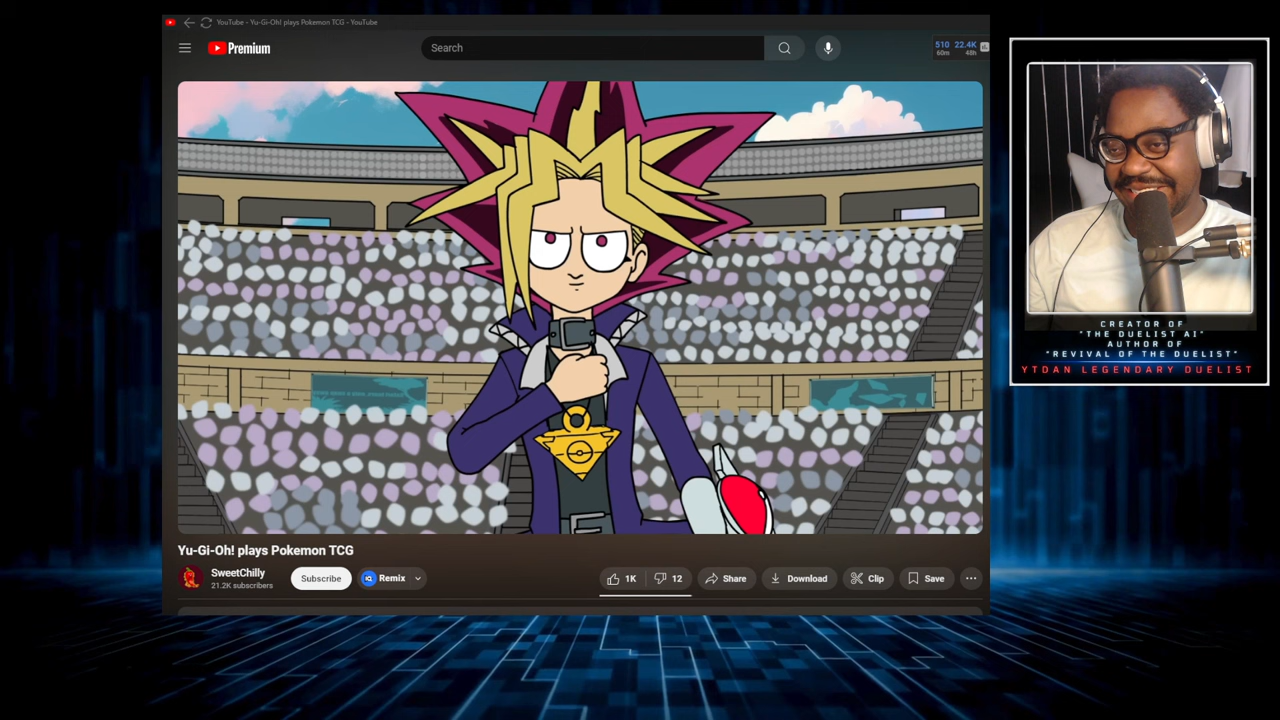 YouTube - Yu-Gi-Oh! plays Pokemon TCG - YouTube
Premium
Search
510 22.4K
60m 48h
Yu-Gi-Oh! plays Pokemon TCG
SweetChilly
21.2K subscribers
Subscribe
Remix
1K
12
Share
Download
Clip
Save
CREATOR OF
"THE DUELIST AI"
AUTHOR OF
"REVIVAL OF THE DUELIST"
YTDAN LEGENDARY DUELIST